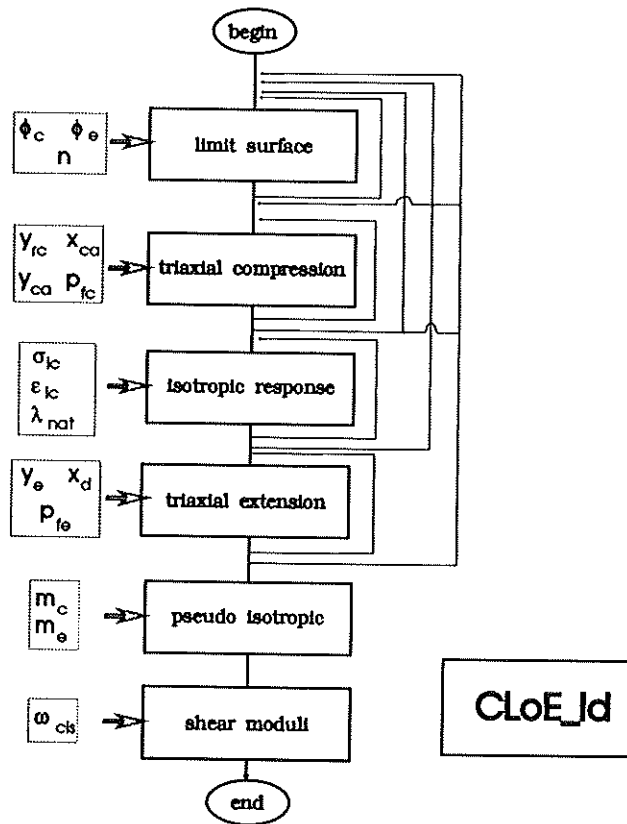 begin
ϕc ϕe
n
limit surface
yrc xca
yca pfc
triaxial compression
σic
εic
λnat
isotropic response
ye xd
pfe
triaxial extension
mc
me
pseudo isotropic
ωcis
shear moduli
CLoE_Id
end